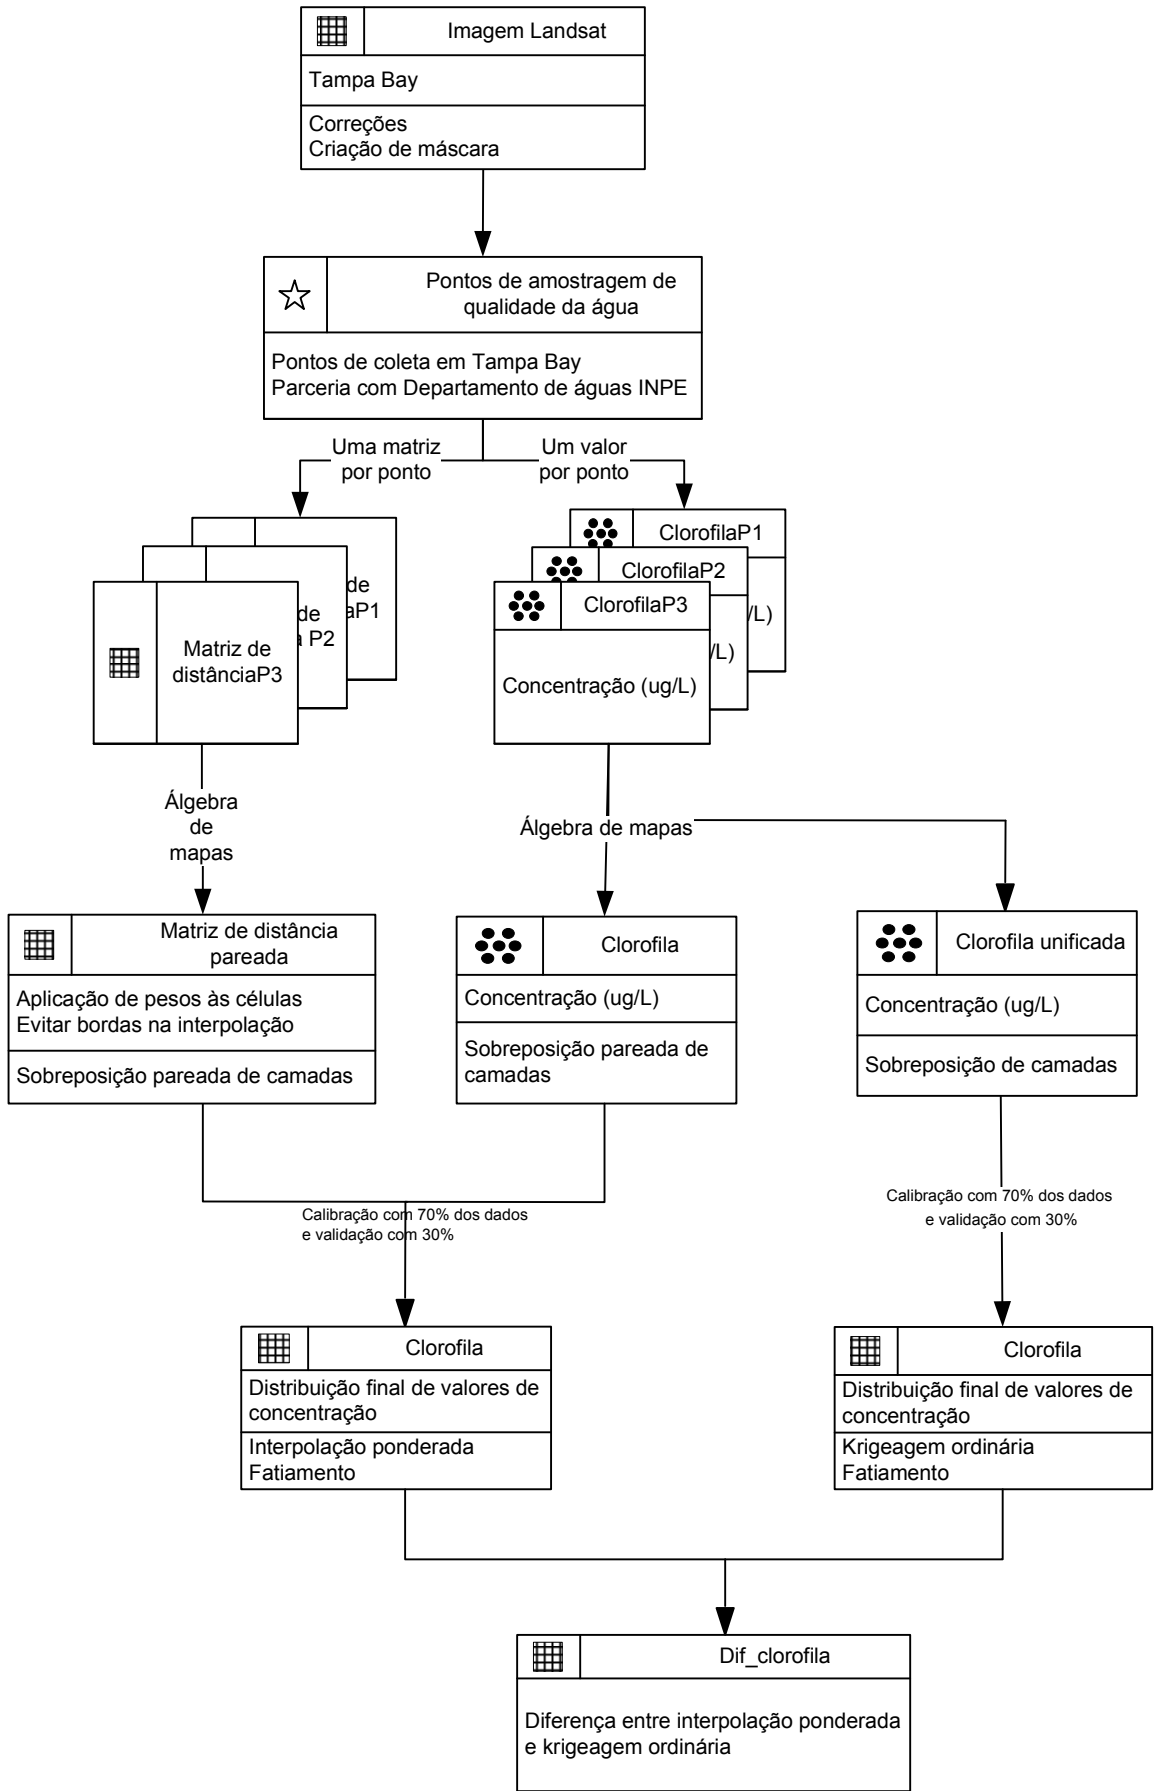 Imagem Landsat
Tampa Bay
Correções
Criação de máscara
Pontos de amostragem de
qualidade da água
Pontos de coleta em Tampa Bay
Parceria com Departamento de águas INPE
Uma matriz
por ponto
Um valor
por ponto
de
aP1
de
P2
Matriz de
distânciaP3
ClorofilaP1
/L)
ClorofilaP2
/L)
ClorofilaP3
Concentração (ug/L)
Álgebra
de
mapas
Álgebra de mapas
Matriz de distância
pareada
Aplicação de pesos às células
Evitar bordas na interpolação
Sobreposição pareada de camadas
Clorofila
Concentração (ug/L)
Sobreposição pareada de
camadas
Clorofila unificada
Concentração (ug/L)
Sobreposição de camadas
Calibração com 70% dos dados
e validação com 30%
Calibração com 70% dos dados
e validação com 30%
Clorofila
Distribuição final de valores de
concentração
Interpolação ponderada
Fatiamento
Clorofila
Distribuição final de valores de
concentração
Krigeagem ordinária
Fatiamento
Dif_clorofila
Diferença entre interpolação ponderada
e krigeagem ordinária